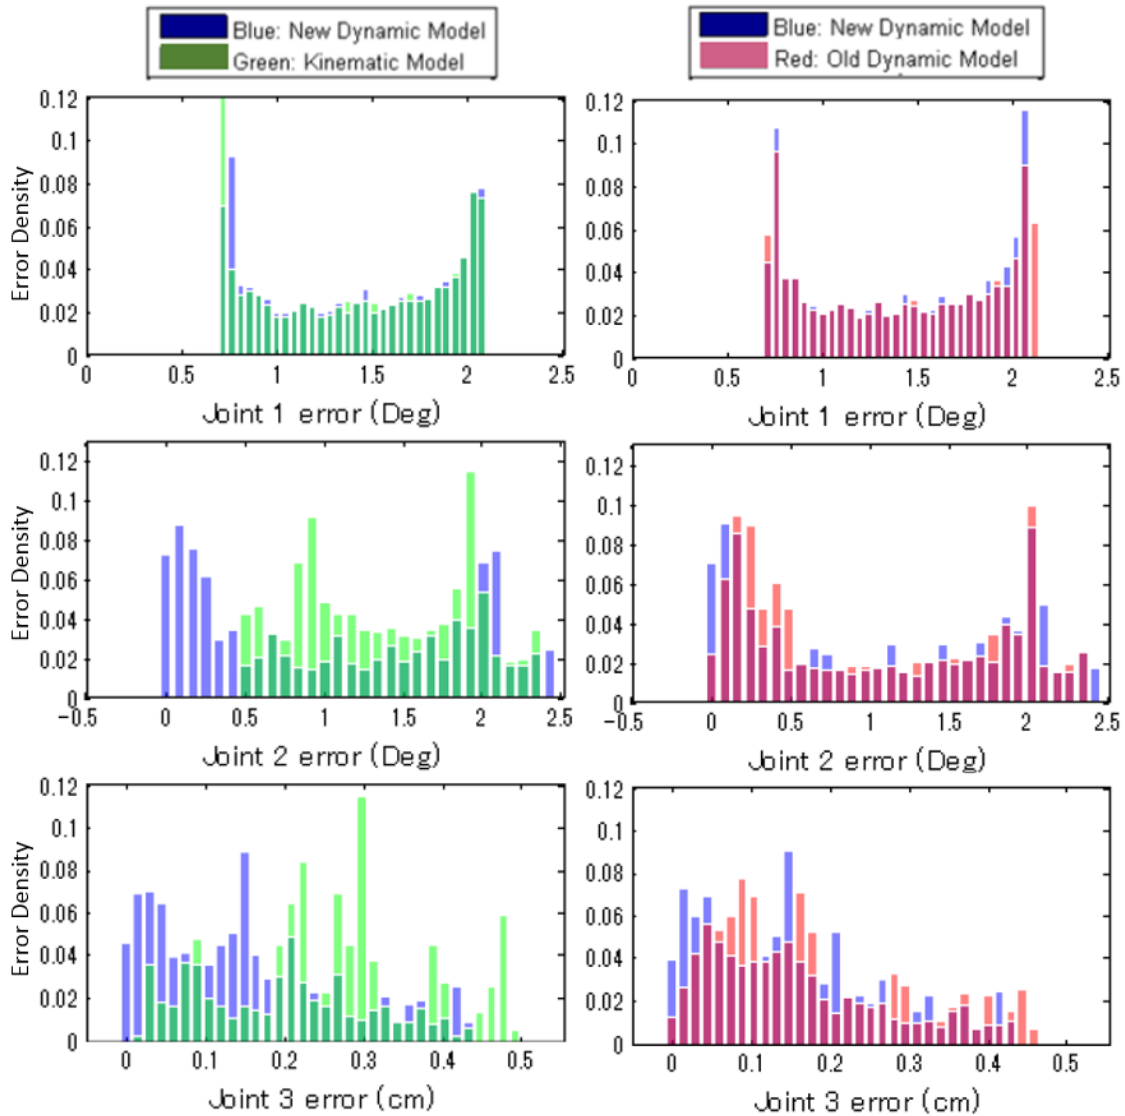 Blue: New Dynamic Model
Green: Kinematic Model
Blue: New Dynamic Model
Red: Old Dynamic Model
0.12
0.1
0.08
0.06
0.04
0.02
0
Error Density
0 0.5 1 1.5 2 2.5
Joint 1 error (Deg)
0.12
0.1
0.08
0.06
0.04
0.02
0
0 0.5 1 1.5 2 2.5
Joint 1 error (Deg)
0.12
0.1
0.08
0.06
0.04
0.02
0
Error Density
-0.5 0 0.5 1 1.5 2 2.5
Joint 2 error (Deg)
0.12
0.1
0.08
0.06
0.04
0.02
0
-0.5 0 0.5 1 1.5 2 2.5
Joint 2 error (Deg)
0.12
0.1
0.08
0.06
0.04
0.02
0
Error Density
0 0.1 0.2 0.3 0.4 0.5
Joint 3 error (cm)
0.12
0.1
0.08
0.06
0.04
0.02
0
0 0.1 0.2 0.3 0.4 0.5
Joint 3 error (cm)